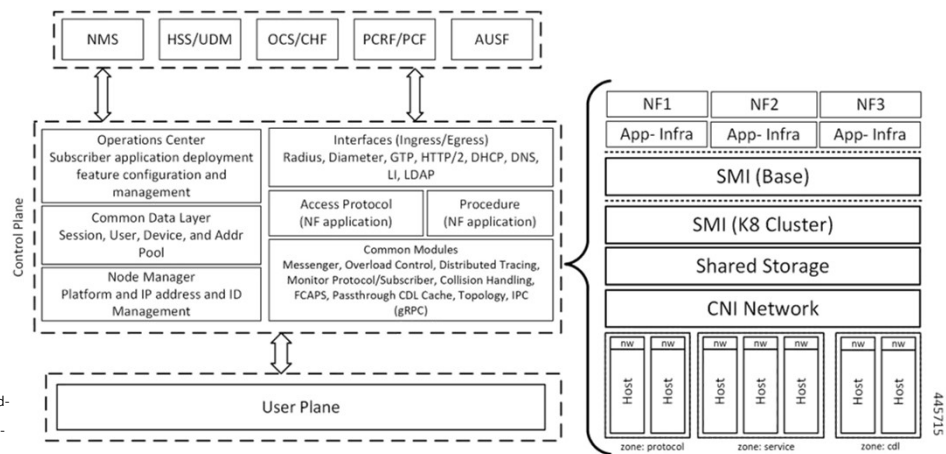 NMS
HSS/UDM
OCS/CHF
PCRF/PCF
AUSF
Control Plane
Operations Center
Subscriber application deployment
feature configuration and
management
Common Data Layer
Session, User, Device, and Addr
Pool
Node Manager
Platform and IP address and ID
Management
Interfaces (Ingress/Egress)
Radius, Diameter, GTP, HTTP/2, DHCP, DNS,
LI, LDAP
Access Protocol
(NF application)
Procedure
(NF application)
Common Modules
Messenger, Overload Control, Distributed Tracing,
Monitor Protocol/Subscriber, Collision Handling,
FCAPS, Passthrough CDL Cache, Topology, IPC
(gRPC)
d-
-
User Plane
NF1
NF2
NF3
App- Infra
App- Infra
App- Infra
SMI (Base)
SMI (K8 Cluster)
Shared Storage
CNI Network
nw
nw
nw
nw
nw
nw
nw
Host
Host
Host
Host
Host
Host
Host
zone: protocol
zone: service
zone: cdl
445715